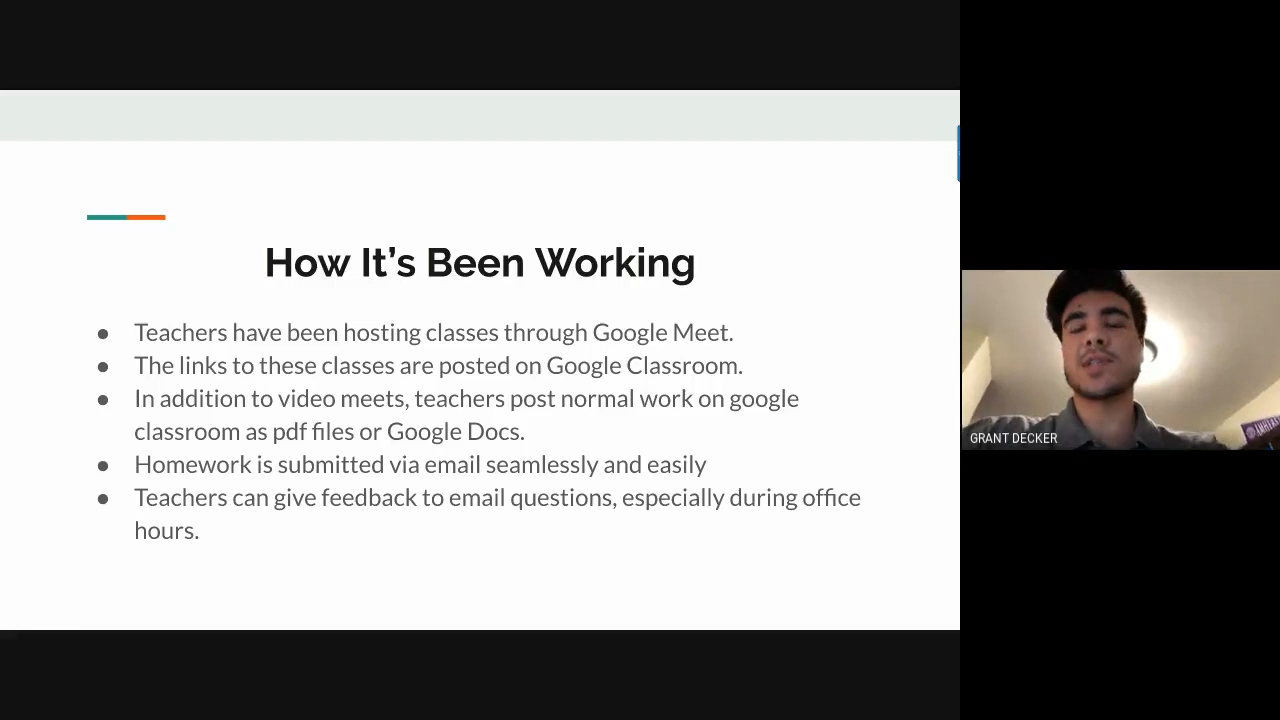 How It's Been Working
● Teachers have been hosting classes through Google Meet.
● The links to these classes are posted on Google Classroom.
● In addition to video meets, teachers post normal work on google
classroom as pdf files or Google Docs.
● Homework is submitted via email seamlessly and easily
● Teachers can give feedback to email questions, especially during office
hours.
GRANT DECKER